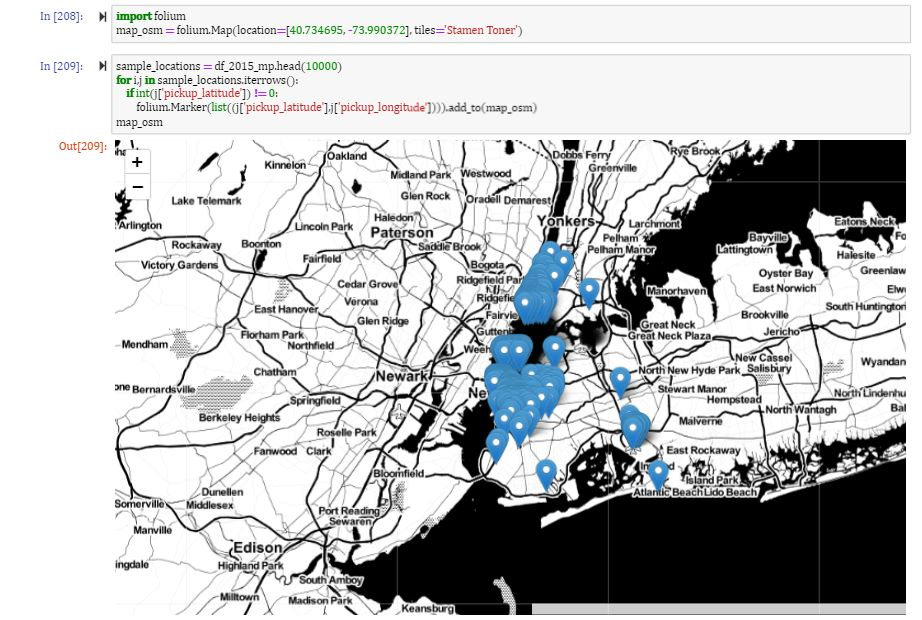 In [208]:
import folium
map_osm = folium.Map(location=[40.734695, -73.990372], tiles='Stamen Toner')
In [209]:
sample_locations = df_2015_mp.head(10000)
for i,j in sample_locations.iterrows():
if int(j['pickup_latitude']) != 0:
folium.Marker(list((j['pickup_latitude'],j['pickup_longitude']))).add_to(map_osm)
map_osm
Out[209]:
+
−
Oakland
Kinnelon
Dobbs Ferry
Rye Brook
Greenville
Midland Park
Westwood
Glen Rock
Oradell Demarest
Lake Telemark
Haledon
Yonkers
Arlington
Lincoln Park
Paterson
Larchmont
Eatons Neck
Rockaway
Boonton
Saddle Brook
Pelham
Pelham Manor
Bayville
Lattingtown
Victory Gardens
Fairfield
Bogota
Halesite
Ridgefield Par
Oyster Bay
Cedar Grove
Manorhaven
East Norwich
Verona
Ridgefie
East Hanover
Fairvie
Brookville
South Huntington
Glen Ridge
Great Neck
Great Neck Plaza
Jericho
Florham Park
Northfield
Gutten
Mendham
Weeh
New Cassel
Salisbury
Wyandan
Chatham
Newark
North New Hyde Park
Bernardsville
Ne
Stewart Manor
North Lindenhu
Springfield
Hempstead
Berkeley Heights
North Wantagh
Malverne
Roselle Park
Fanwood
Clark
East Rockaway
Bloomfield
Island Park
Dunellen
Atlantic Beach
Lido Beach
Somerville
Middlesex
Port Reading
Sewaren
Manville
Edison
ingdale
Highland Park
South Amboy
Milltown
Madison Park
Keansburg